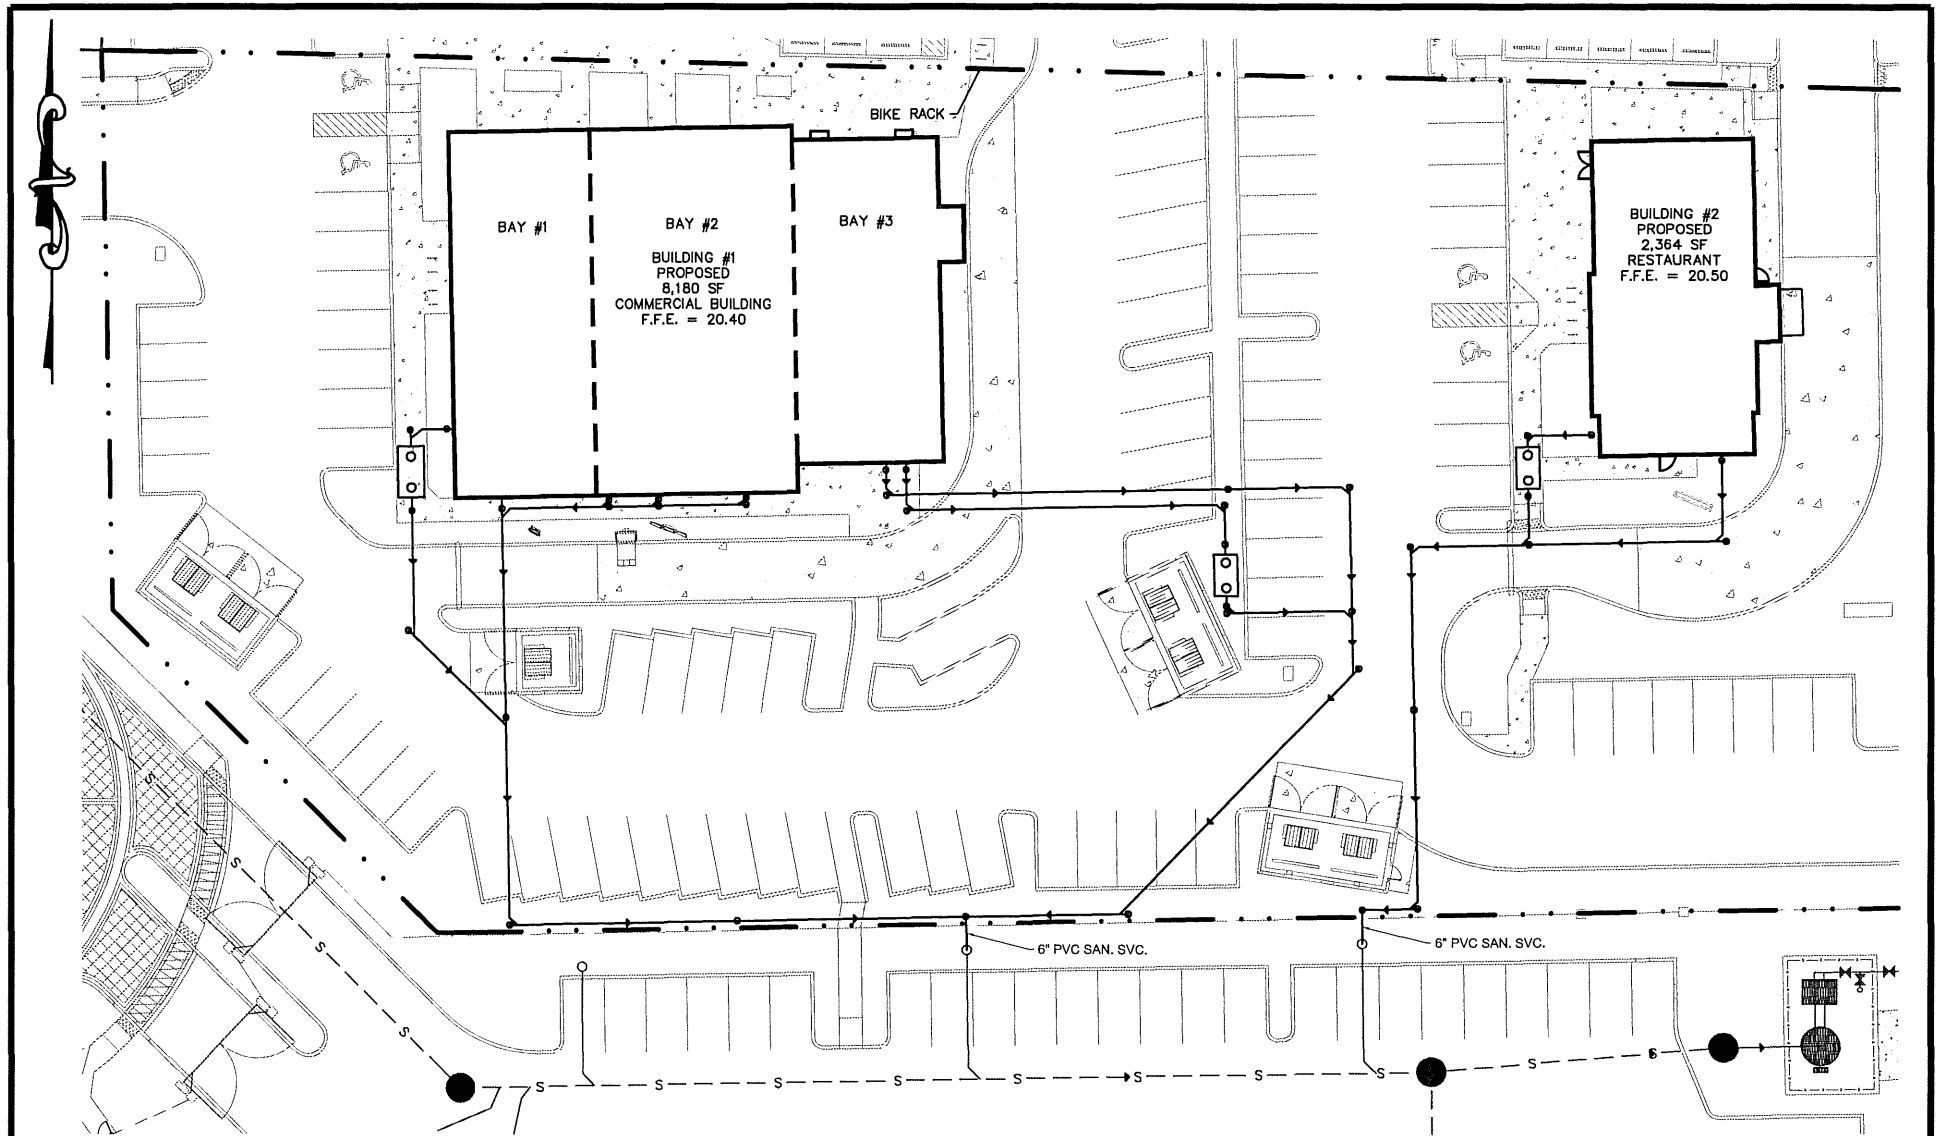 BIKE RACK
BAY #1
BAY #2
BAY #3
BUILDING #1
PROPOSED
8,180 SF
COMMERCIAL BUILDING
F.F.E. = 20.40
BUILDING #2
PROPOSED
2,364 SF
RESTAURANT
F.F.E. = 20.50
6" PVC SAN. SVC.
6" PVC SAN. SVC.
S
S
S
S
S
S
S
S
S
S
S
S
S
S